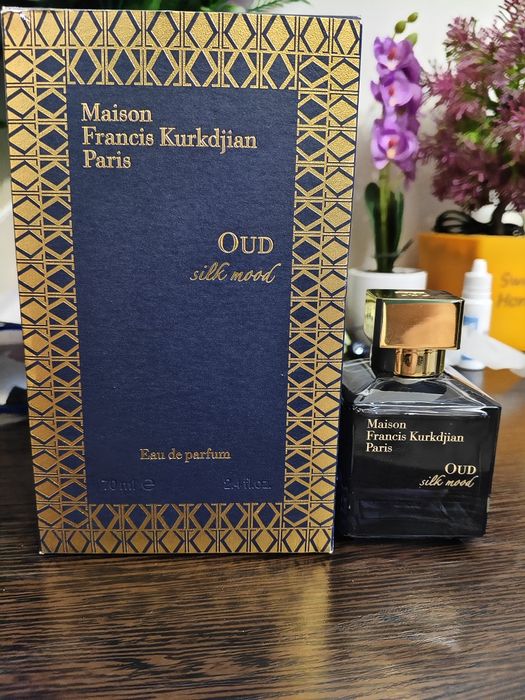 Maison
Francis Kurkdjian
Paris
OUD
silk mood
Eau de parfum
70 ml e 2.4 fl.oz.
Maison
Francis Kurkdjian
Paris
OUD
silk mood